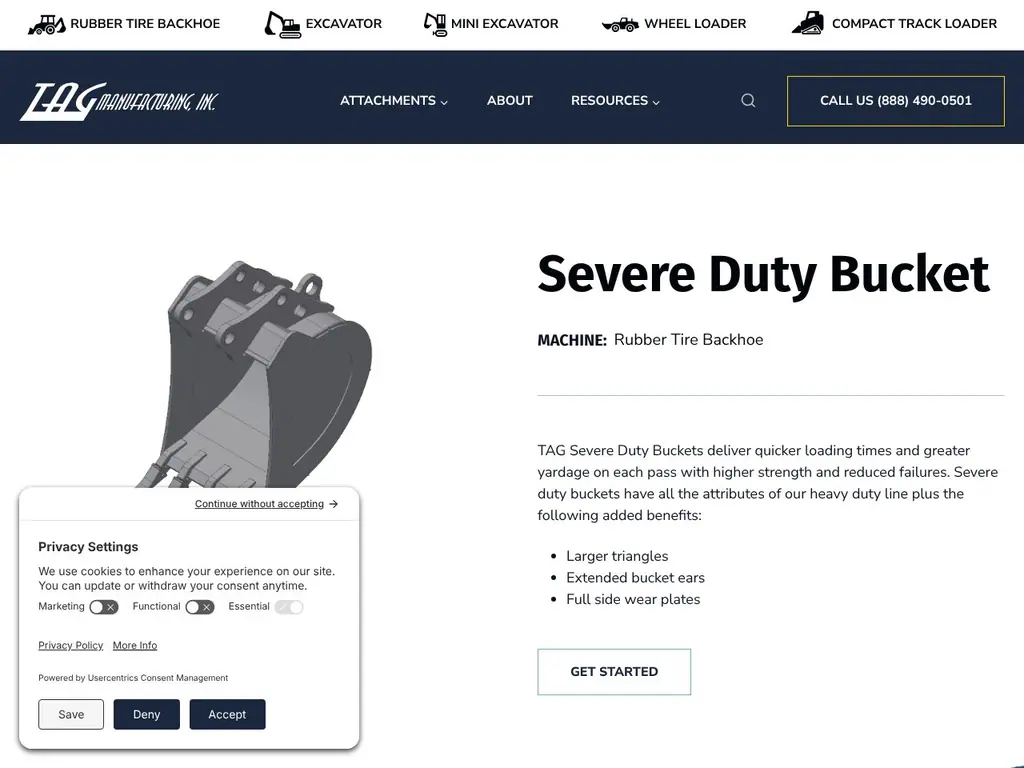 RUBBER TIRE BACKHOE
EXCAVATOR
MINI EXCAVATOR
WHEEL LOADER
COMPACT TRACK LOADER
TAG MANUFACTURING, INC.
ATTACHMENTS
ABOUT
RESOURCES
CALL US (888) 490-0501
Severe Duty Bucket
MACHINE: Rubber Tire Backhoe
TAG Severe Duty Buckets deliver quicker loading times and greater
yardage on each pass with higher strength and reduced failures. Severe
duty buckets have all the attributes of our heavy duty line plus the
following added benefits:
• Larger triangles
• Extended bucket ears
• Full side wear plates
GET STARTED
Continue without accepting →
Privacy Settings
We use cookies to enhance your experience on our site.
You can update or withdraw your consent anytime.
Marketing Functional Essential
Privacy Policy More Info
Powered by Usercentrics Consent Management
Save Deny Accept